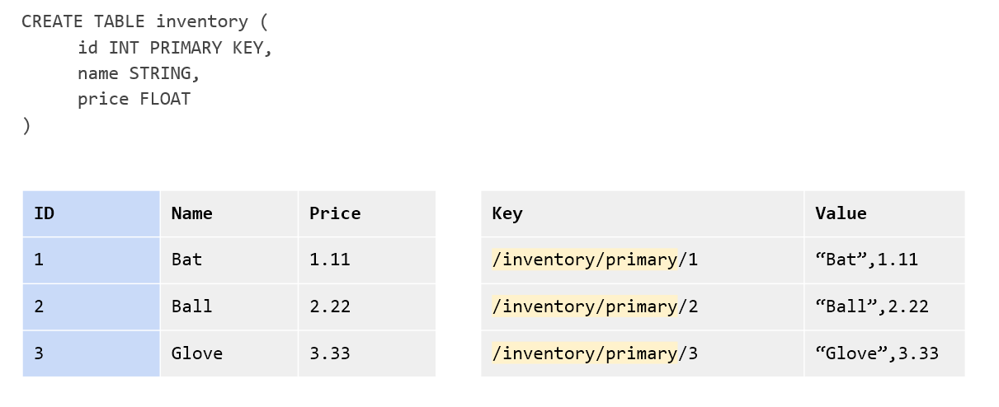 CREATE TABLE inventory (
id INT PRIMARY KEY,
name STRING,
price FLOAT
)
ID Name Price
1 Bat 1.11
2 Ball 2.22
3 Glove 3.33
Key Value
/inventory/primary/1 “Bat”,1.11
/inventory/primary/2 “Ball”,2.22
/inventory/primary/3 “Glove”,3.33